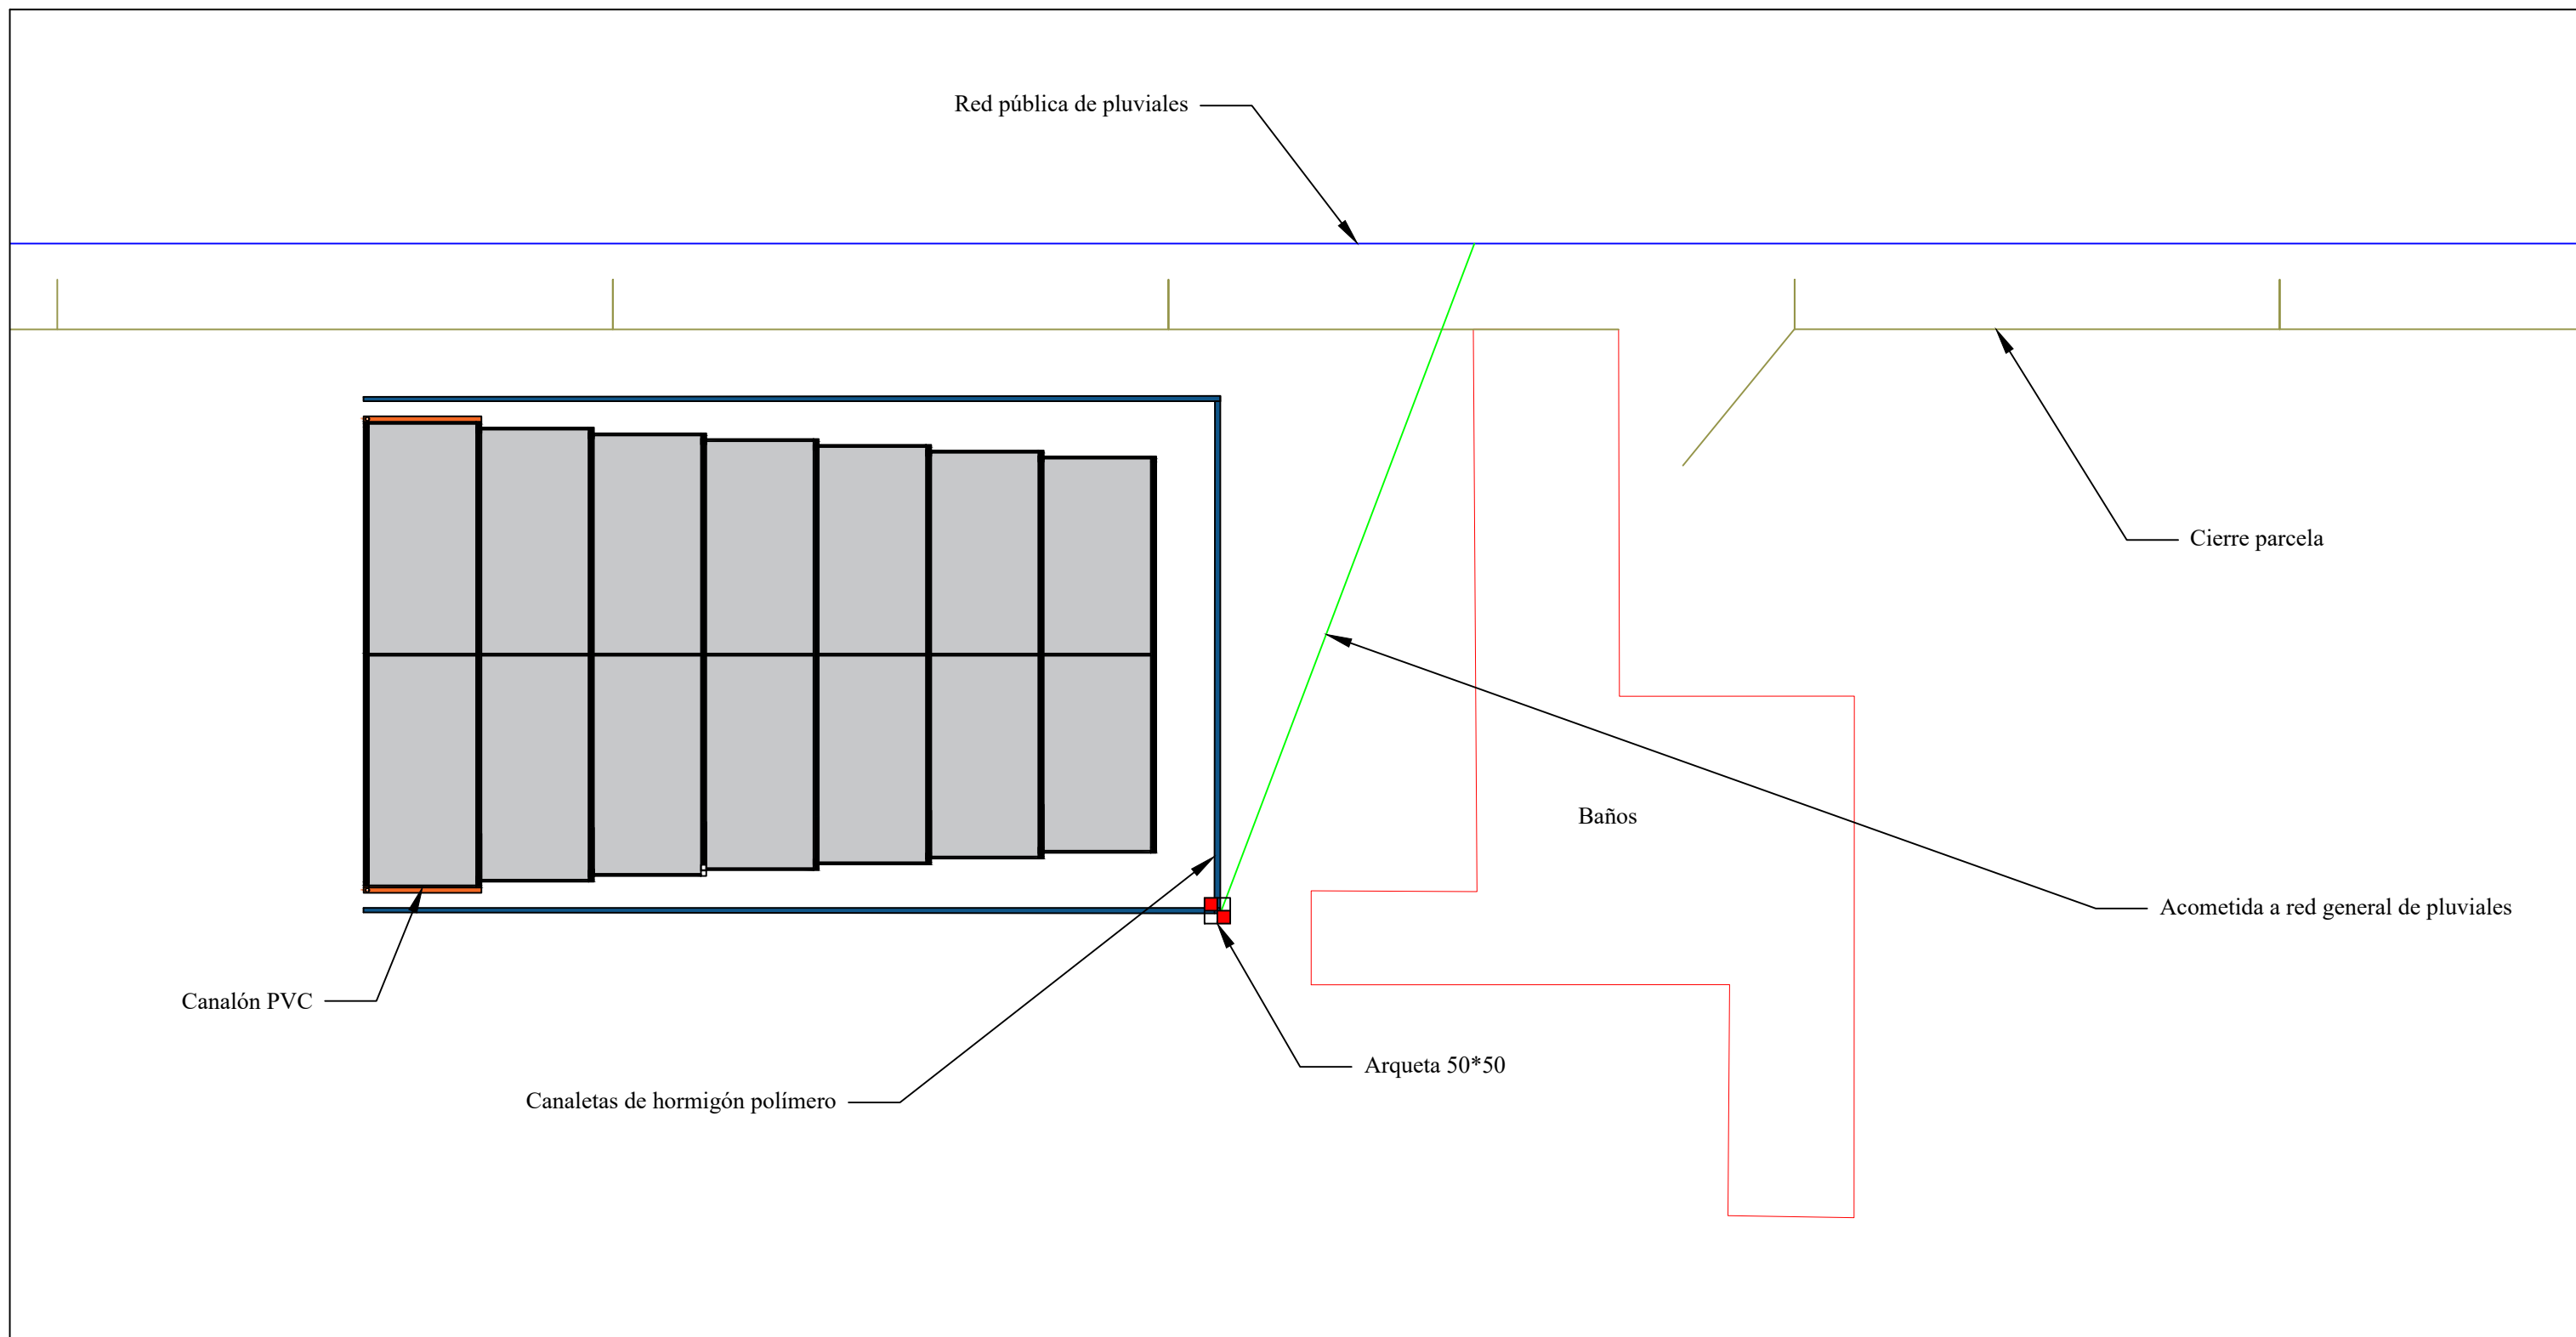 Red pública de pluviales
Cierre parcela
Baños
Acometida a red general de pluviales
Canalón PVC
Arqueta 50*50
Canaletas de hormigón polímero